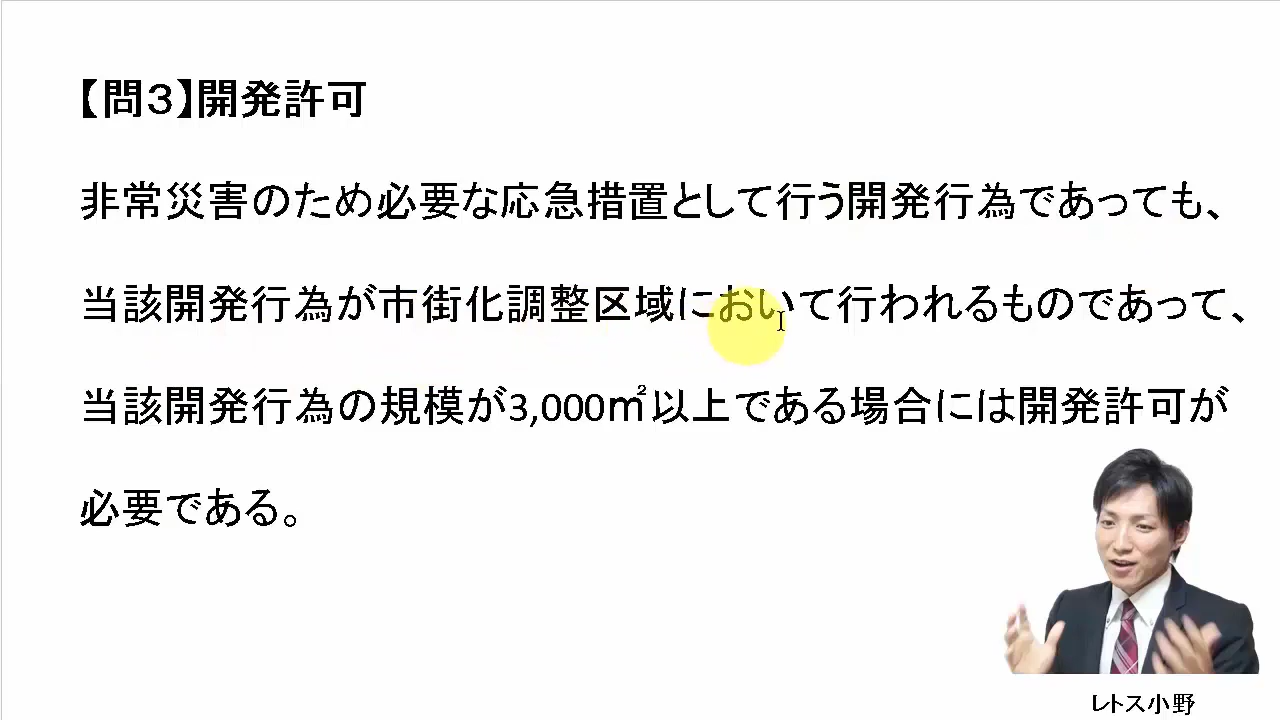 【問３】開発許可
非常災害のため必要な応急措置として行う開発行為であっても、
当該開発行為が市街化調整区域において行われるものであって、
当該開発行為の規模が3,000㎡以上である場合には開発許可が
必要である。
レトス小野